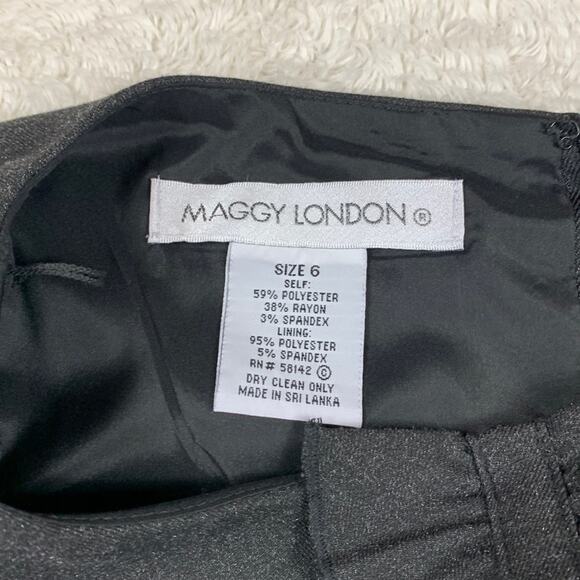 MAGGY LONDON ®
SIZE 6
SELF:
59% POLYESTER
38% RAYON
3% SPANDEX
LINING:
95% POLYESTER
5% SPANDEX
RN# 58142 ©
DRY CLEAN ONLY
MADE IN SRI LANKA